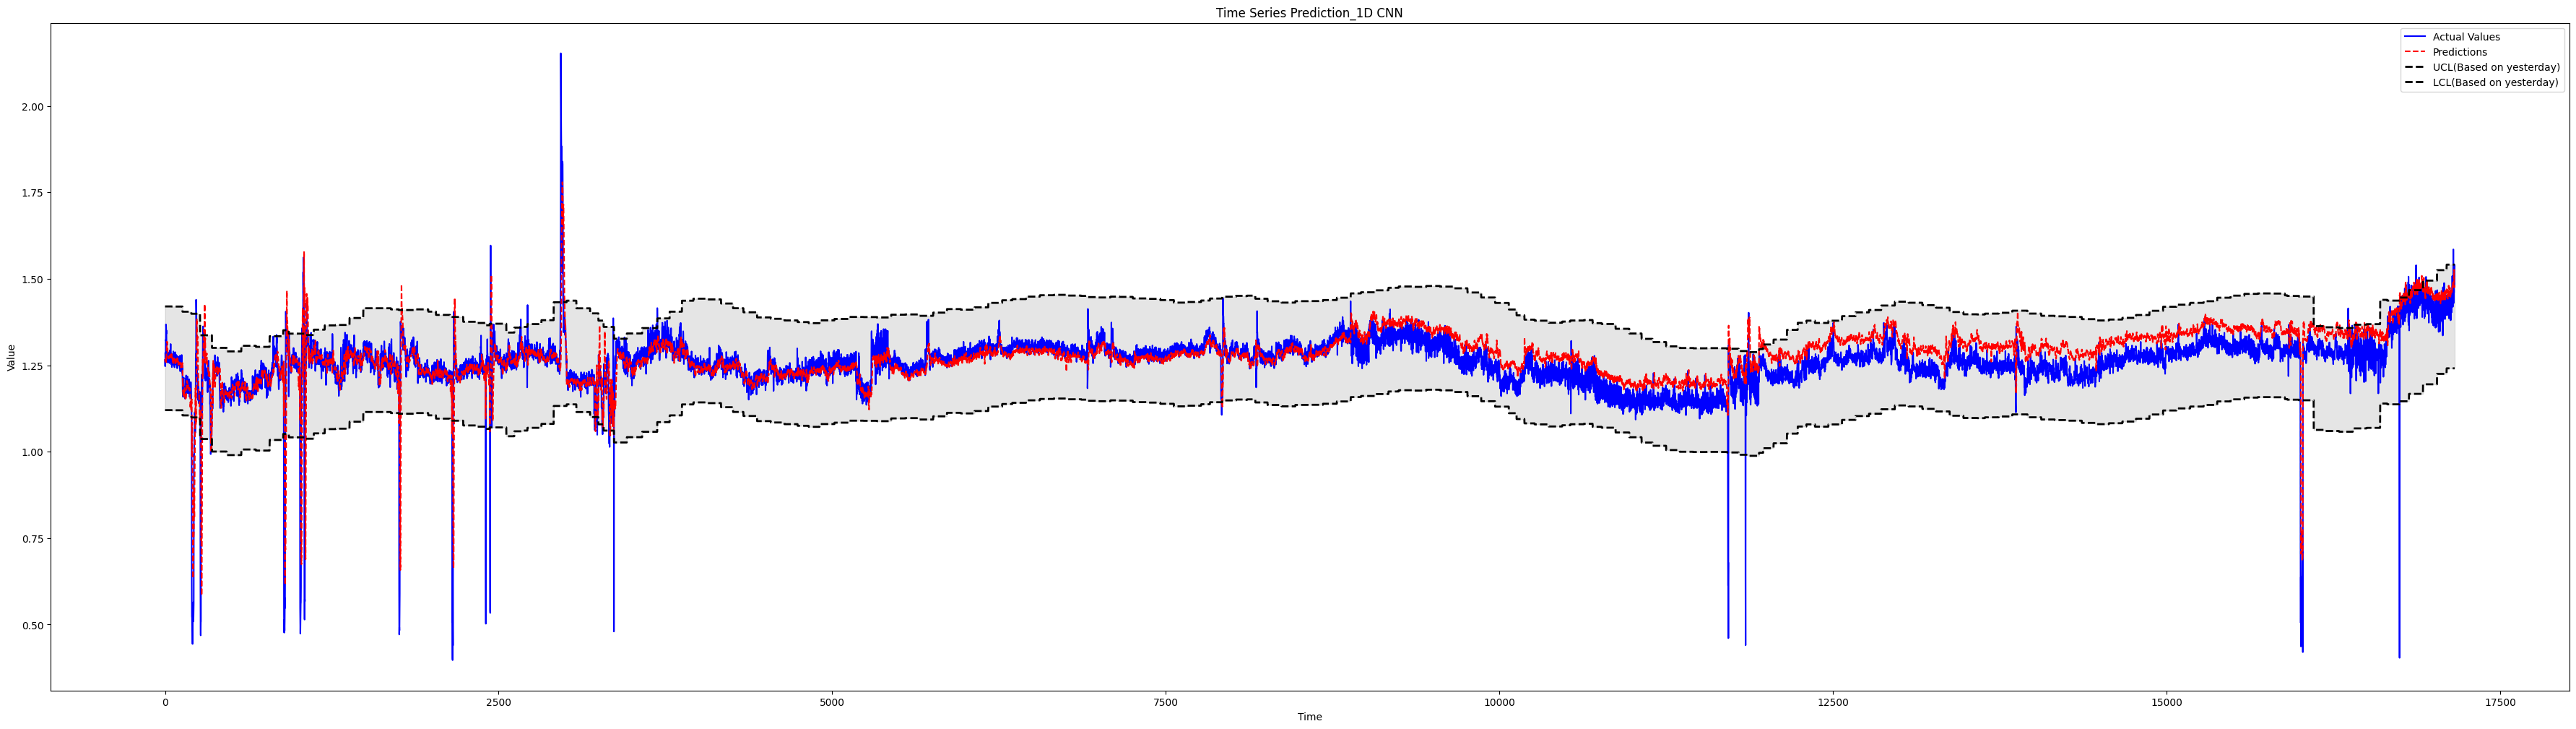 Time Series Prediction_1D CNN
Actual Values
Predictions
UCL(Based on yesterday)
LCL(Based on yesterday)
Value
2.00
1.75
1.50
1.25
1.00
0.75
0.50
0
2500
5000
7500
10000
12500
15000
17500
Time